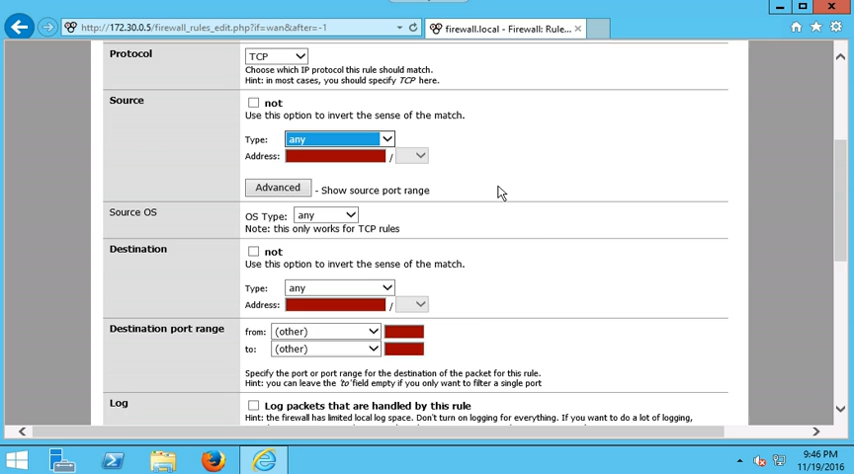 http://172.30.0.5/firewall_rules_edit.php?if=wan&after=-1
firewall.local - Firewall: Rule...
Protocol
TCP
Choose which IP protocol this rule should match.
Hint: in most cases, you should specify TCP here.
Source
not
Use this option to invert the sense of the match.
Type: any
Address: /
Advanced - Show source port range
Source OS
OS Type: any
Note: this only works for TCP rules
Destination
not
Use this option to invert the sense of the match.
Type: any
Address: /
Destination port range
from: (other)
to: (other)
Specify the port or port range for the destination of the packet for this rule.
Hint: you can leave the 'to' field empty if you only want to filter a single port
Log
Log packets that are handled by this rule
Hint: the firewall has limited local log space. Don't turn on logging for everything. If you want to do a lot of logging,
9:46 PM
11/19/2016